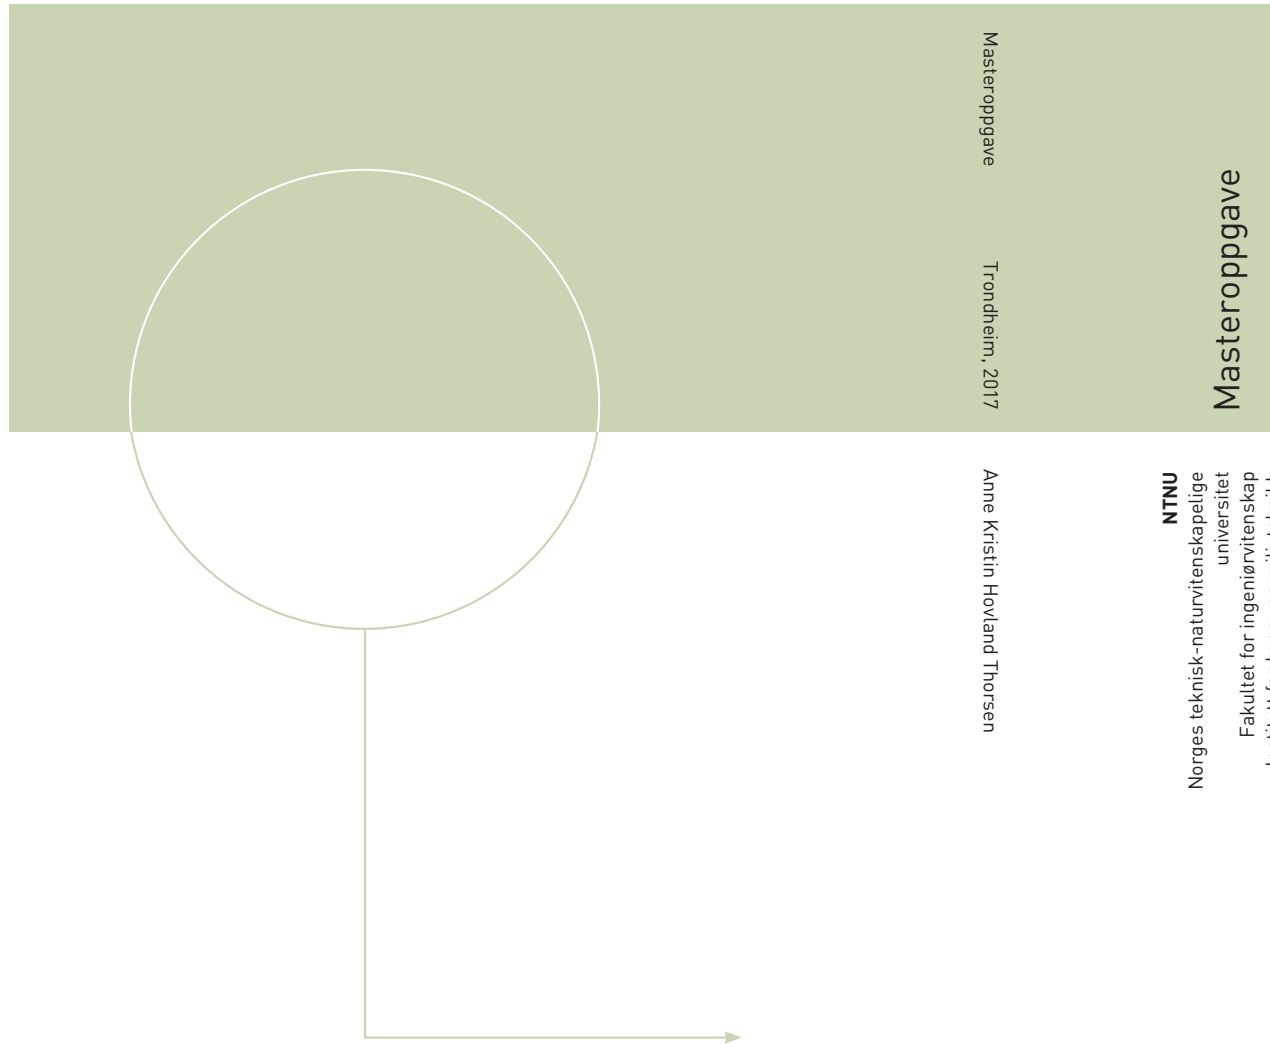 Masteroppgave
Trondheim, 2017
Anne Kristin Hovland Thorsen
Masteroppgave
NTNU
Norges teknisk-naturvitenskapelige
universitet
Fakultet for ingeniørvitenskap